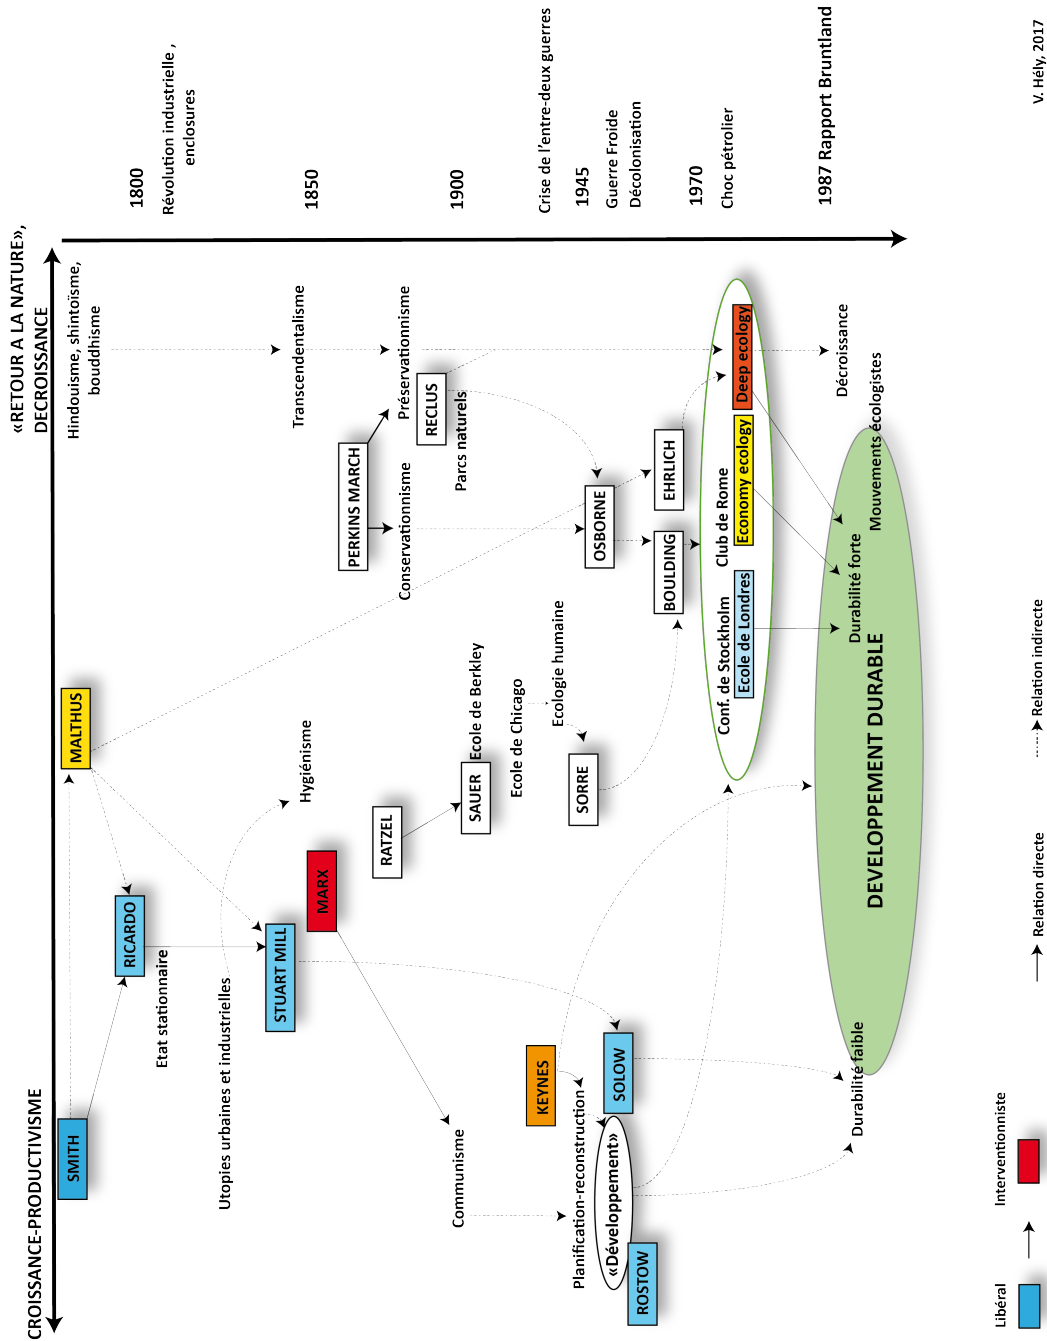 CROISSANCE-PRODUCTIVISME
«RETOUR A LA NATURE»,
DECROISSANCE
SMITH
MALTHUS
Hindouisme, shintoïsme,
bouddhisme
RICARDO
Etat stationnaire
1800
Révolution industrielle ,
enclosures
Utopies urbaines et industrielles
STUART MILL
Hygiénisme
Transcendentalisme
MARX
1850
PERKINS MARCH
RATZEL
Conservationnisme
Préservationnisme
RECLUS
Parcs naturels
Communisme
1900
SAUER
Ecole de Berkley
Ecole de Chicago
Ecologie humaine
KEYNES
Crise de l'entre-deux guerres
Planification-reconstruction
SORRE
1945
OSBORNE
«Développement»
SOLOW
Guerre Froide
Décolonisation
ROSTOW
BOULDING
EHRLICH
1970
Choc pétrolier
Conf. de Stockholm
Club de Rome
Ecole de Londres
Economy ecology
Deep ecology
1987 Rapport Bruntland
Décroissance
Durabilité faible
Durabilité forte
Mouvements écologistes
DEVELOPPEMENT DURABLE
Libéral
Interventionniste
Relation directe
Relation indirecte
V. Hély, 2017